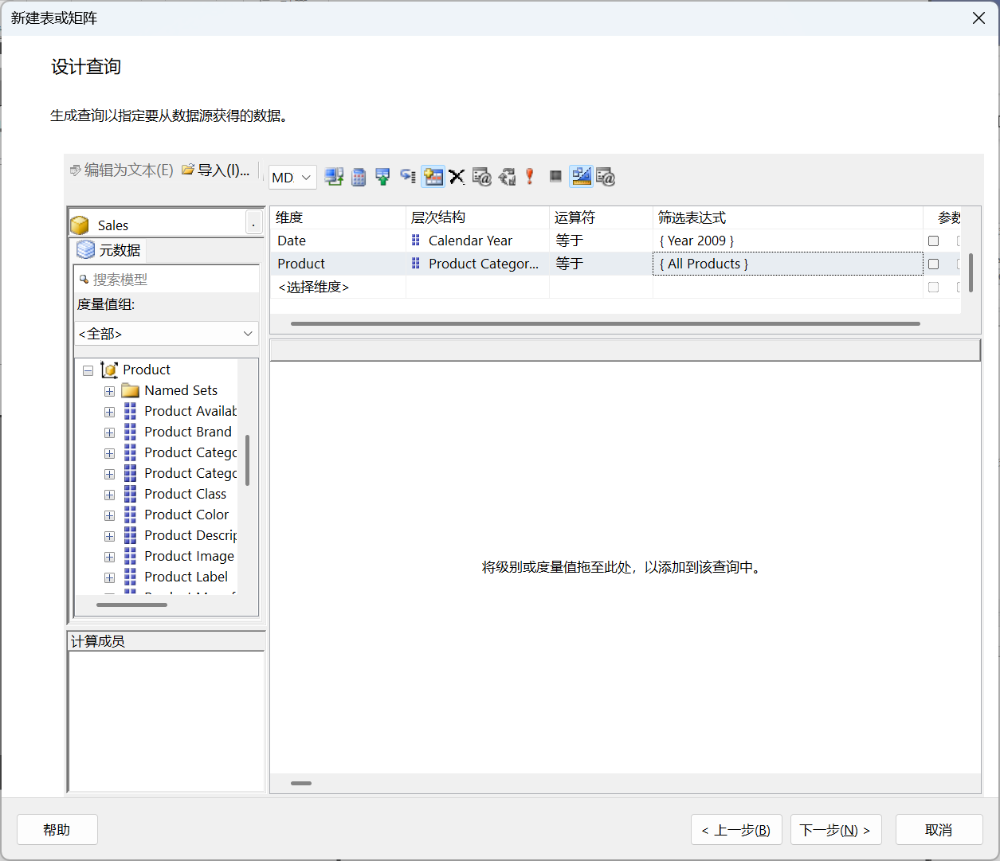 新建表或矩阵
设计查询
生成查询以指定要从数据源获得的数据。
编辑为文本(E) 导入(I)...
MD.
Sales
.
元数据
搜索模型
度量值组:
<全部>
Product
Named Sets
Product Availab
Product Brand
Product Catego
Product Catego
Product Class
Product Color
Product Descrip
Product Image
Product Label
计算成员
维度 层次结构 运算符 筛选表达式 参数
Date Calendar Year 等于 { Year 2009 }
Product Product Categor... 等于 { All Products }
<选择维度>
将级别或度量值拖至此处，以添加到该查询中。
帮助 < 上一步(B) 下一步(N) > 取消